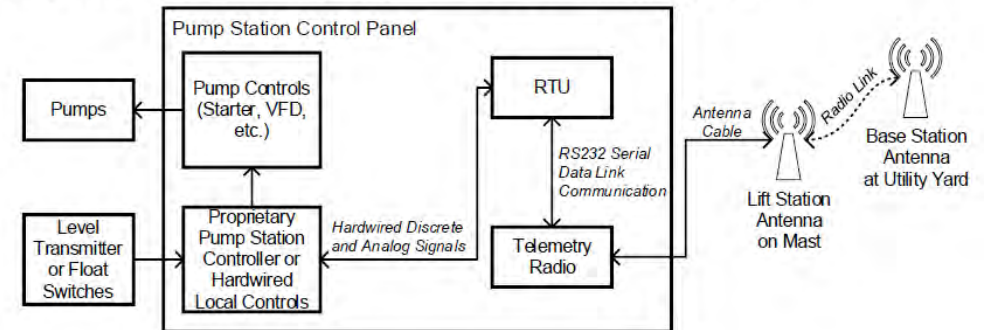 Pump Station Control Panel
Pumps
Pump Controls
(Starter, VFD,
etc.)
RTU
Antenna
Cable
Radio Link
Base Station
Antenna
at Utility Yard
RS232 Serial
Data Link
Communication
Lift Station
Antenna
on Mast
Level
Transmitter
or Float
Switches
Proprietary
Pump Station
Controller or
Hardwired
Local Controls
Hardwired Discrete
and Analog Signals
Telemetry
Radio